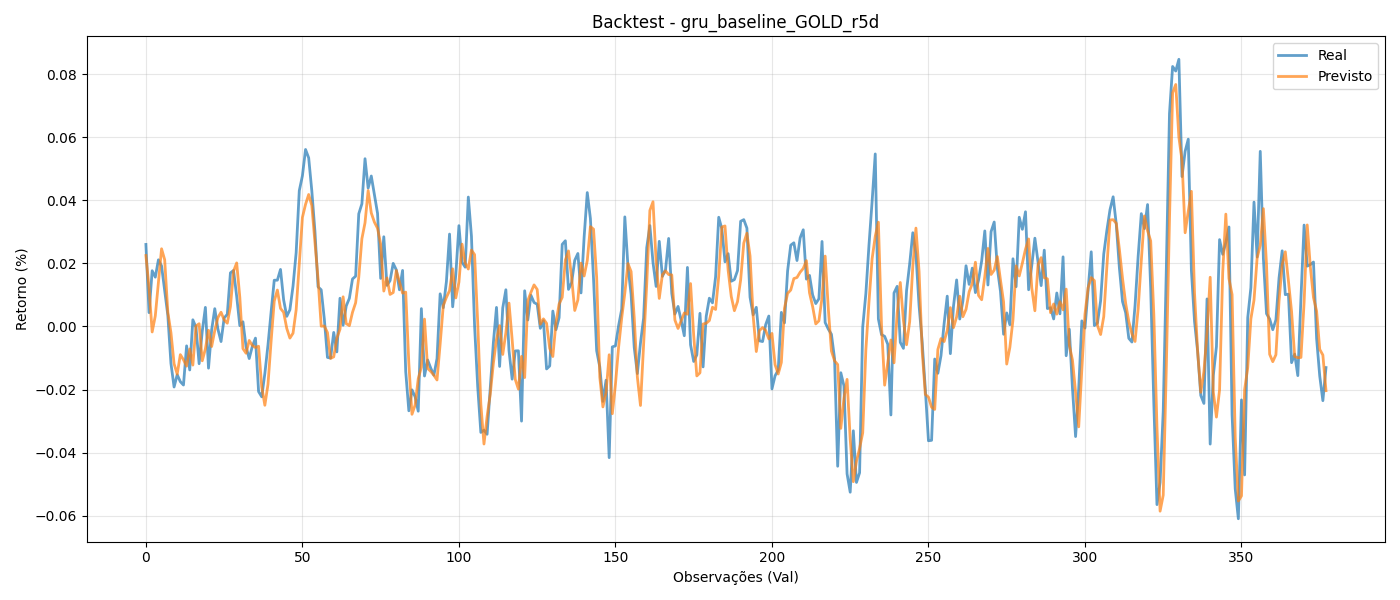 Backtest - gru_baseline_GOLD_r5d
Real
Previsto
Retorno (%)
0.08
0.06
0.04
0.02
0.00
−0.02
−0.04
−0.06
0 50 100 150 200 250 300 350
Observações (Val)